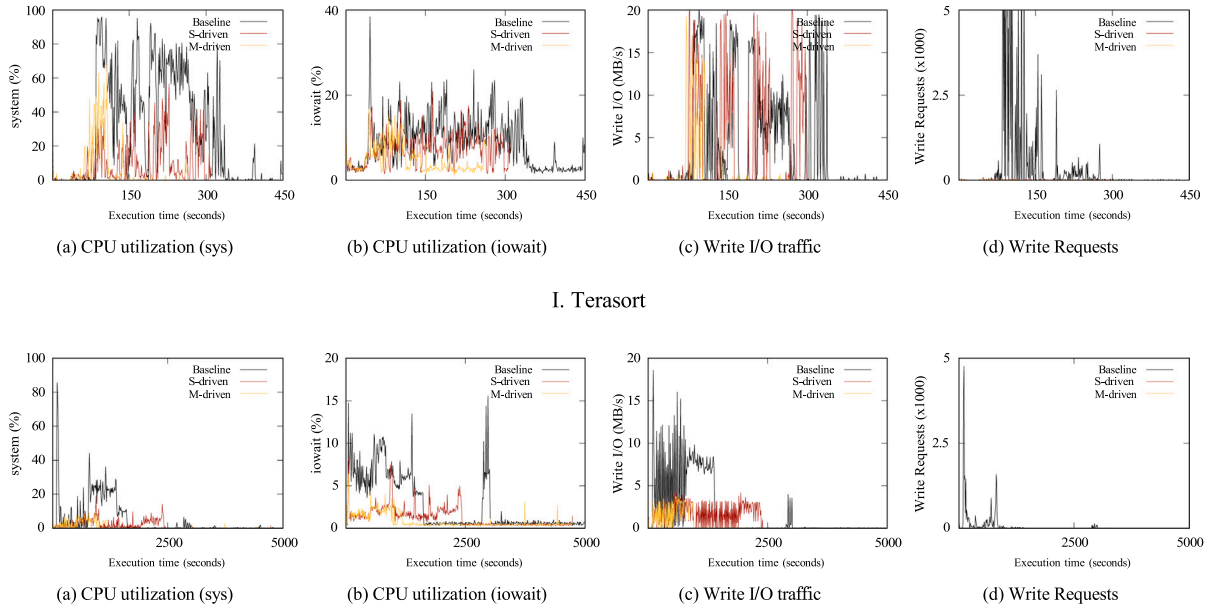 100
80
60
40
20
0
system (%)
Baseline
S-driven
M-driven
150
300
450
Execution time (seconds)
(a) CPU utilization (sys)
40
20
0
iowait (%)
Baseline
S-driven
M-driven
150
300
450
Execution time (seconds)
(b) CPU utilization (iowait)
20
15
10
5
0
Write I/O (MB/s)
Baseline
S-driven
M-driven
150
300
450
Execution time (seconds)
(c) Write I/O traffic
5
2.5
0
Write Requests (x1000)
Baseline
S-driven
M-driven
150
300
450
Execution time (seconds)
(d) Write Requests
I. Terasort
100
80
60
40
20
0
system (%)
Baseline
S-driven
M-driven
2500
5000
Execution time (seconds)
(a) CPU utilization (sys)
20
15
10
5
0
iowait (%)
Baseline
S-driven
M-driven
2500
5000
Execution time (seconds)
(b) CPU utilization (iowait)
20
15
10
5
0
Write I/O (MB/s)
Baseline
S-driven
M-driven
2500
5000
Execution time (seconds)
(c) Write I/O traffic
5
5
0
Write Requests (x1000)
Baseline
S-driven
M-driven
2500
5000
Execution time (seconds)
(d) Write Requests